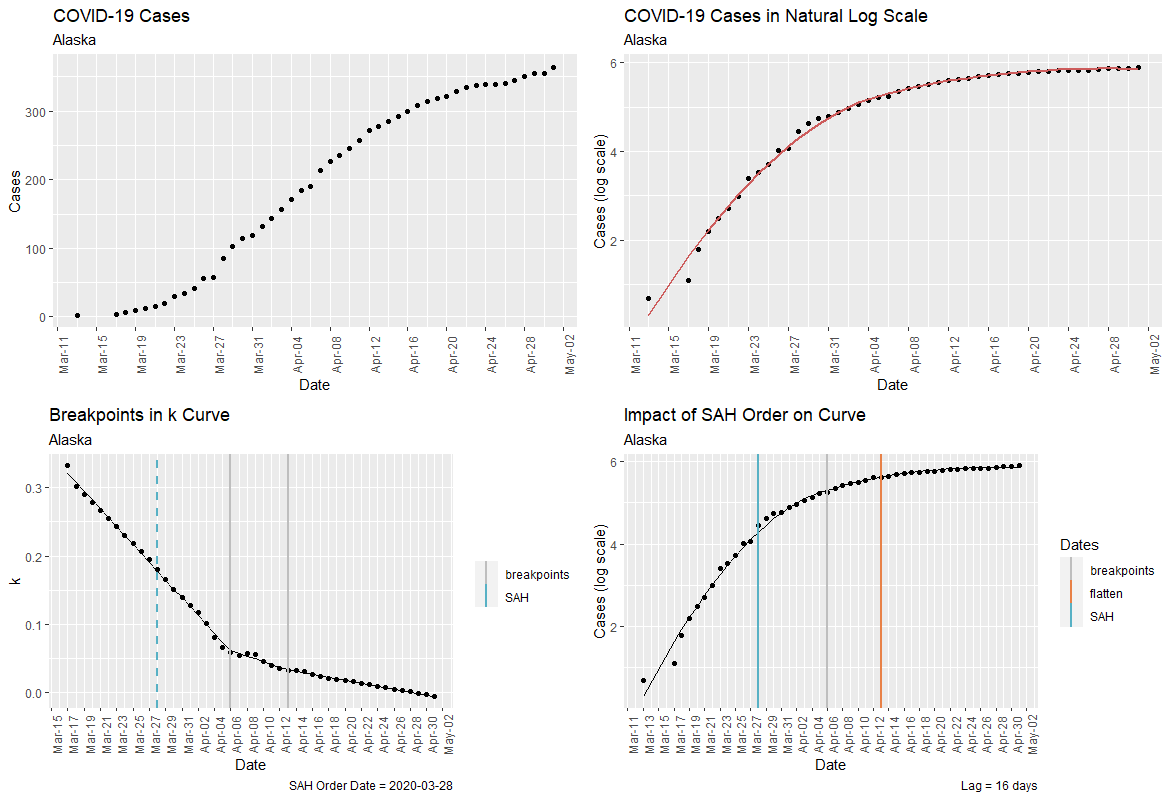 COVID-19 Cases
Alaska
Cases
300
200
100
0
Mar-11
Mar-15
Mar-19
Mar-23
Mar-27
Mar-31
Apr-04
Apr-08
Apr-12
Apr-16
Apr-20
Apr-24
Apr-28
May-02
Date
COVID-19 Cases in Natural Log Scale
Alaska
Cases (log scale)
6
4
2
Mar-11
Mar-15
Mar-19
Mar-23
Mar-27
Mar-31
Apr-04
Apr-08
Apr-12
Apr-16
Apr-20
Apr-24
Apr-28
May-02
Date
Breakpoints in k Curve
Alaska
k
0.3
0.2
0.1
0.0
Mar-15
Mar-17
Mar-19
Mar-21
Mar-23
Mar-25
Mar-27
Mar-29
Mar-31
Apr-02
Apr-04
Apr-06
Apr-08
Apr-10
Apr-12
Apr-14
Apr-16
Apr-18
Apr-20
Apr-22
Apr-24
Apr-26
Apr-28
Apr-30
May-02
Date
breakpoints
SAH
SAH Order Date = 2020-03-28
Impact of SAH Order on Curve
Alaska
Cases (log scale)
6
4
2
Mar-11
Mar-13
Mar-15
Mar-17
Mar-19
Mar-21
Mar-23
Mar-25
Mar-27
Mar-29
Mar-31
Apr-02
Apr-04
Apr-06
Apr-08
Apr-10
Apr-12
Apr-14
Apr-16
Apr-18
Apr-20
Apr-22
Apr-24
Apr-26
Apr-28
Apr-30
May-02
Date
Dates
breakpoints
flatten
SAH
Lag = 16 days